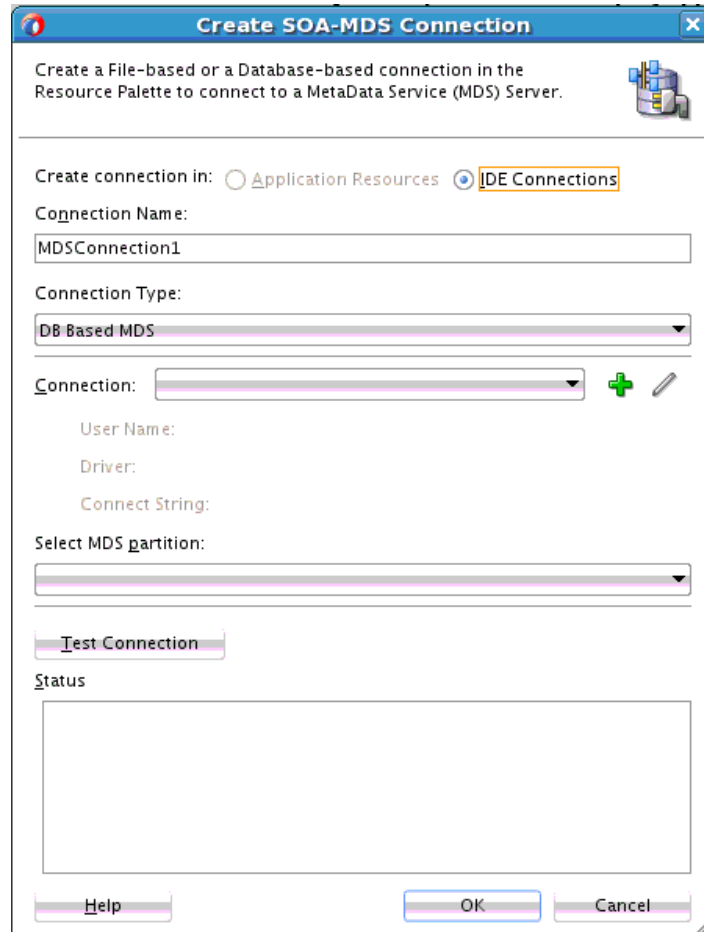 Create SOA-MDS Connection
Create a File-based or a Database-based connection in the
Resource Palette to connect to a MetaData Service (MDS) Server.
Create connection in: Application Resources IDE Connections
Connection Name:
MDSConnection1
Connection Type:
DB Based MDS
Connection:
User Name:
Driver:
Connect String:
Select MDS partition:
Test Connection
Status
Help OK Cancel